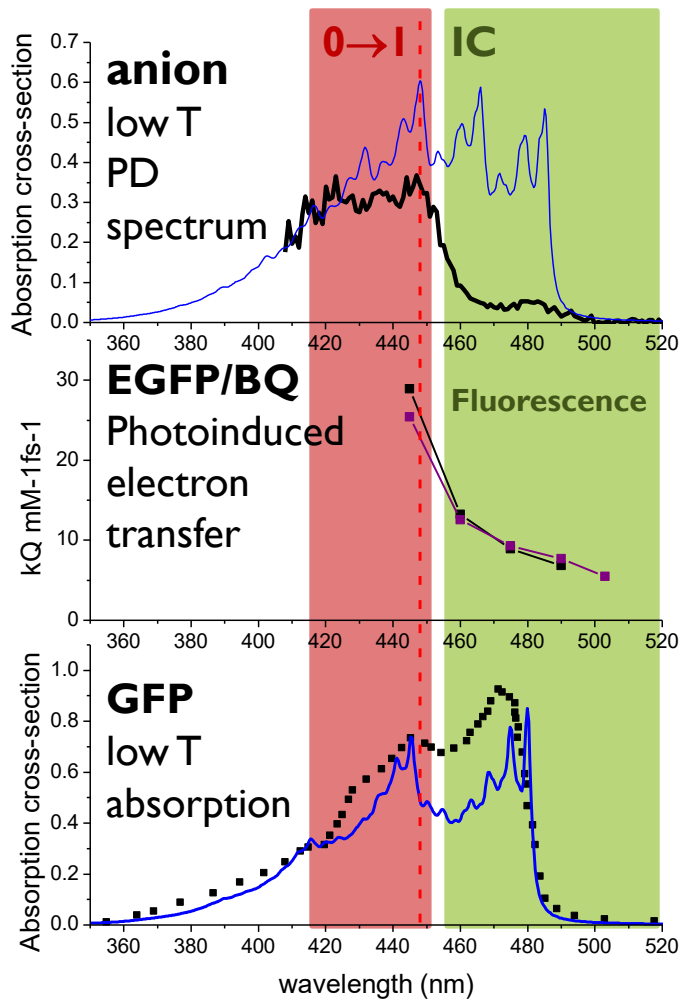 0→1 IC
0.7
0.6
0.5
0.4
0.3
0.2
0.1
0.0
Abosrption cross-section
anion
low T
PD
spectrum
360 380 400 420 440 460 480 500 520
30
20
10
0
kQ mM-1fs-1
EGFP/BQ
Photoinduced
electron
transfer
Fluorescence
360 380 400 420 440 460 480 500 520
1.0
0.8
0.6
0.4
0.2
0.0
Absorption cross-section
GFP
low T
absorption
360 380 400 420 440 460 480 500 520
wavelength (nm)